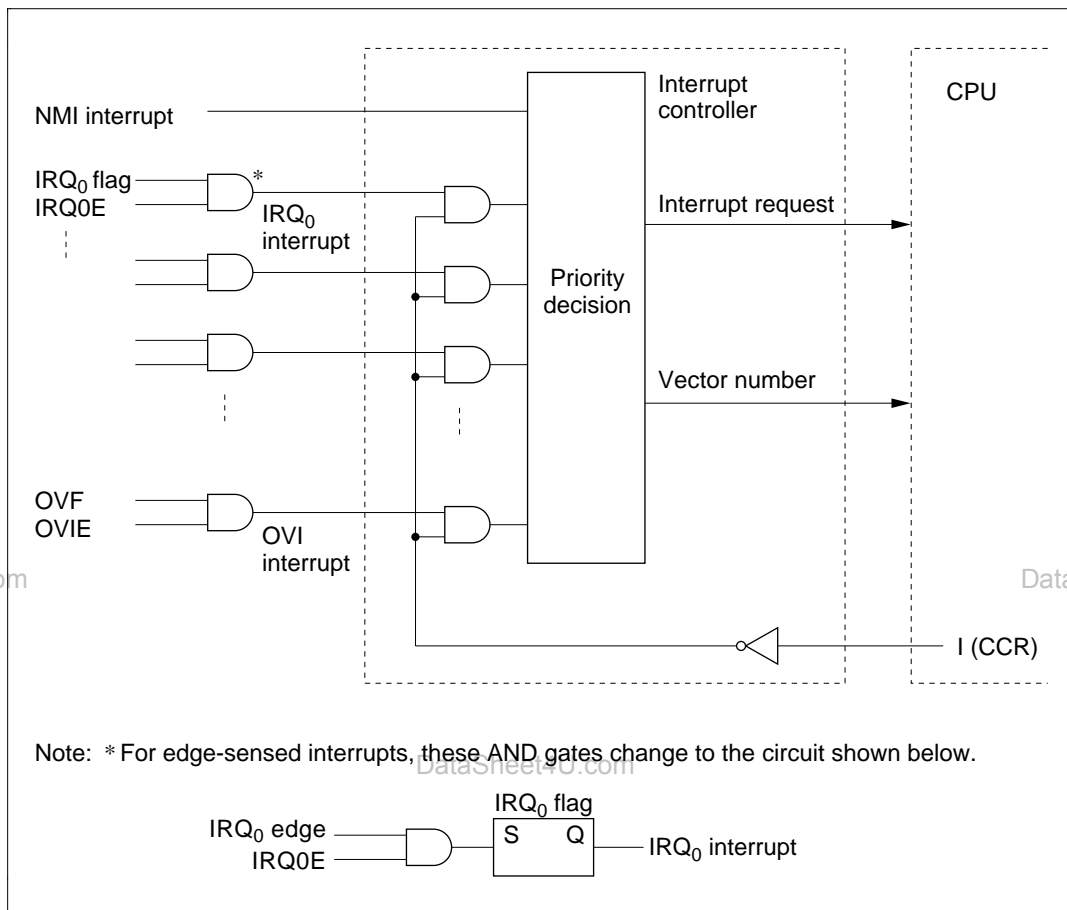 Interrupt
controller
CPU
NMI interrupt
IRQ0 flag
*
IRQ0E
IRQ0
interrupt
Interrupt request
Priority
decision
Vector number
OVF
OVIE
OVI
interrupt
om
Data
I (CCR)
Note: * For edge-sensed interrupts, these AND gates change to the circuit shown below.
DataSheet4U.com
IRQ0 flag
IRQ0 edge
S Q
IRQ0E
IRQ0 interrupt